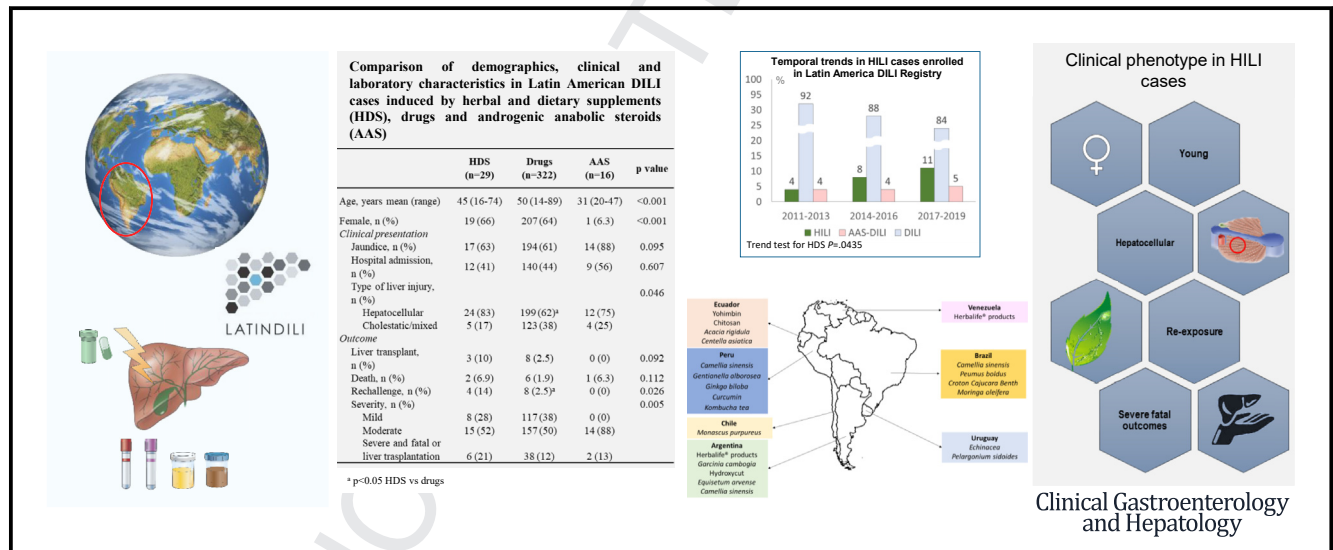 LATINDILI
Comparison of demographics, clinical and
laboratory characteristics in Latin American DILI
cases induced by herbal and dietary supplements
(HDS), drugs and androgenic anabolic steroids
(AAS)
HDS (n=29) Drugs (n=322) AAS (n=16) p value
Age, years mean (range) 45 (16-74) 50 (14-89) 31 (20-47) <0.001
Female, n (%) 19 (66) 207 (64) 1 (6.3) <0.001
Clinical presentation
Jaundice, n (%) 17 (63) 194 (61) 14 (88) 0.095
Hospital admission,
n (%) 12 (41) 140 (44) 9 (56) 0.607
Type of liver injury,
n (%) 0.046
Hepatocellular 24 (83) 199 (62)ᵃ 12 (75)
Cholestatic/mixed 5 (17) 123 (38) 4 (25)
Outcome
Liver transplant,
n (%) 3 (10) 8 (2.5) 0 (0) 0.092
Death, n (%) 2 (6.9) 6 (1.9) 1 (6.3) 0.112
Rechallenge, n (%) 4 (14) 8 (2.5)ᵃ 0 (0) 0.026
Severity, n (%) 0.005
Mild 8 (28) 117 (38) 0 (0)
Moderate 15 (52) 157 (50) 14 (88)
Severe and fatal or
liver trasplantation 6 (21) 38 (12) 2 (13)
ᵃ p<0.05 HDS vs drugs
Temporal trends in HILI cases enrolled
in Latin America DILI Registry
%
100
95
30
25
20
15
10
5
0
4 92 4
8 88 4
11 84 5
2011-2013 2014-2016 2017-2019
HILI AAS-DILI DILI
Trend test for HDS P=.0435
Ecuador
Yohimbin
Chitosan
Acacia rigidula
Centella asiatica
Peru
Camellia sinensis
Gentianella alborosea
Ginkgo biloba
Curcumin
Kombucha tea
Chile
Monascus purpureus
Argentina
Herbalife® products
Garcinia cambogia
Hydroxycut
Equisetum arvense
Camellia sinensis
Venezuela
Herbalife® products
Brazil
Camellia sinensis
Peumus boldus
Croton Cajucara Benth
Moringa oleifera
Uruguay
Echinacea
Pelargonium sidoides
Clinical phenotype in HILI
cases
♀
Young
Hepatocellular
Re-exposure
Severe fatal
outcomes
Clinical Gastroenterology
and Hepatology